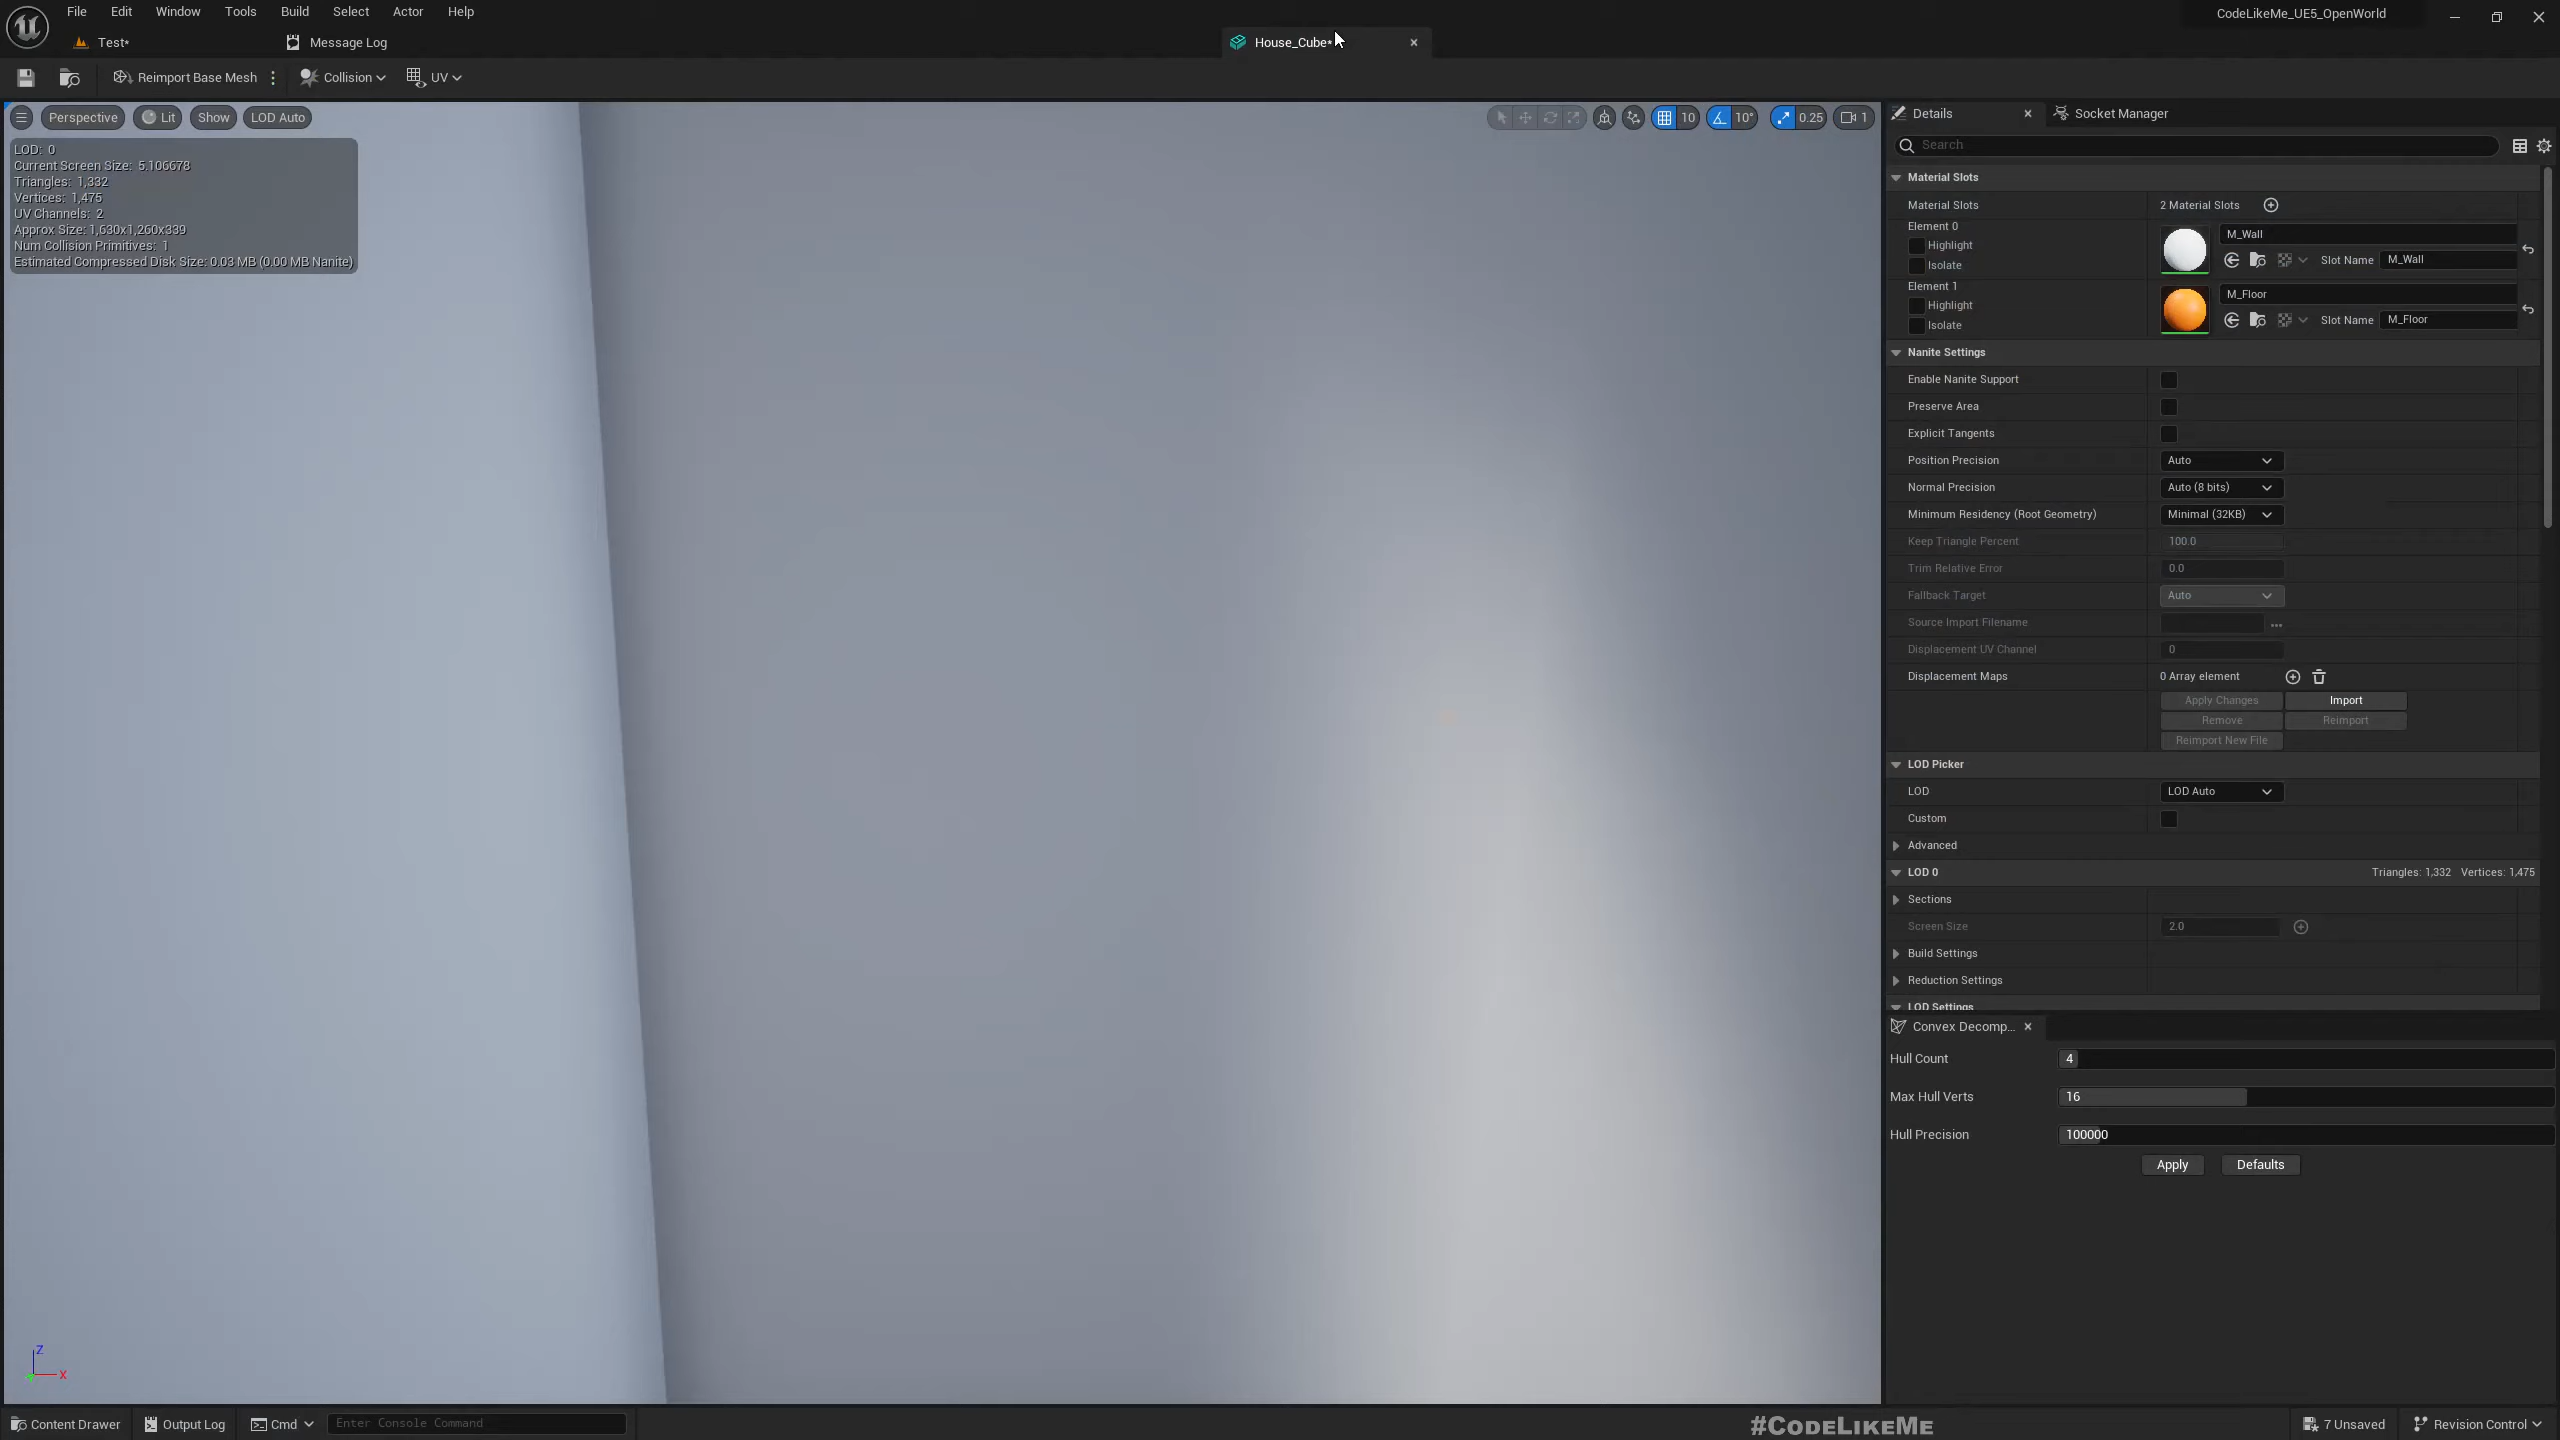 File Edit Window Tools Build Select Actor Help
CodeLikeMe_UE5_OpenWorld
Test*
Message Log
House_Cube*
Reimport Base Mesh
Collision
UV
Perspective
Lit
Show
LOD Auto
10
10°
0.25
1
LOD: 0
Current Screen Size: 5.106678
Triangles: 1,332
Vertices: 1,475
UV Channels: 2
Approx Size: 1,630x1,260x339
Num Collision Primitives: 1
Estimated Compressed Disk Size: 0.03 MB (0.00 MB Nanite)
Z
X
Details
Socket Manager
Search
Material Slots
Material Slots 2 Material Slots
Element 0
Highlight
Isolate
M_Wall
Slot Name M_Wall
Element 1
Highlight
Isolate
M_Floor
Slot Name M_Floor
Nanite Settings
Enable Nanite Support
Preserve Area
Explicit Tangents
Position Precision Auto
Normal Precision Auto (8 bits)
Minimum Residency (Root Geometry) Minimal (32KB)
Keep Triangle Percent 100.0
Trim Relative Error 0.0
Fallback Target Auto
Source Import Filename
Displacement UV Channel 0
Displacement Maps 0 Array element
Apply Changes Import
Remove Reimport
Reimport New File
LOD Picker
LOD LOD Auto
Custom
Advanced
LOD 0 Triangles: 1,332 Vertices: 1,475
Sections
Screen Size 2.0
Build Settings
Reduction Settings
LOD Settings
Convex Decomp...
Hull Count 4
Max Hull Verts 16
Hull Precision 100000
Apply Defaults
Content Drawer
Output Log
Cmd
Enter Console Command
#CodeLikeMe
7 Unsaved
Revision Control